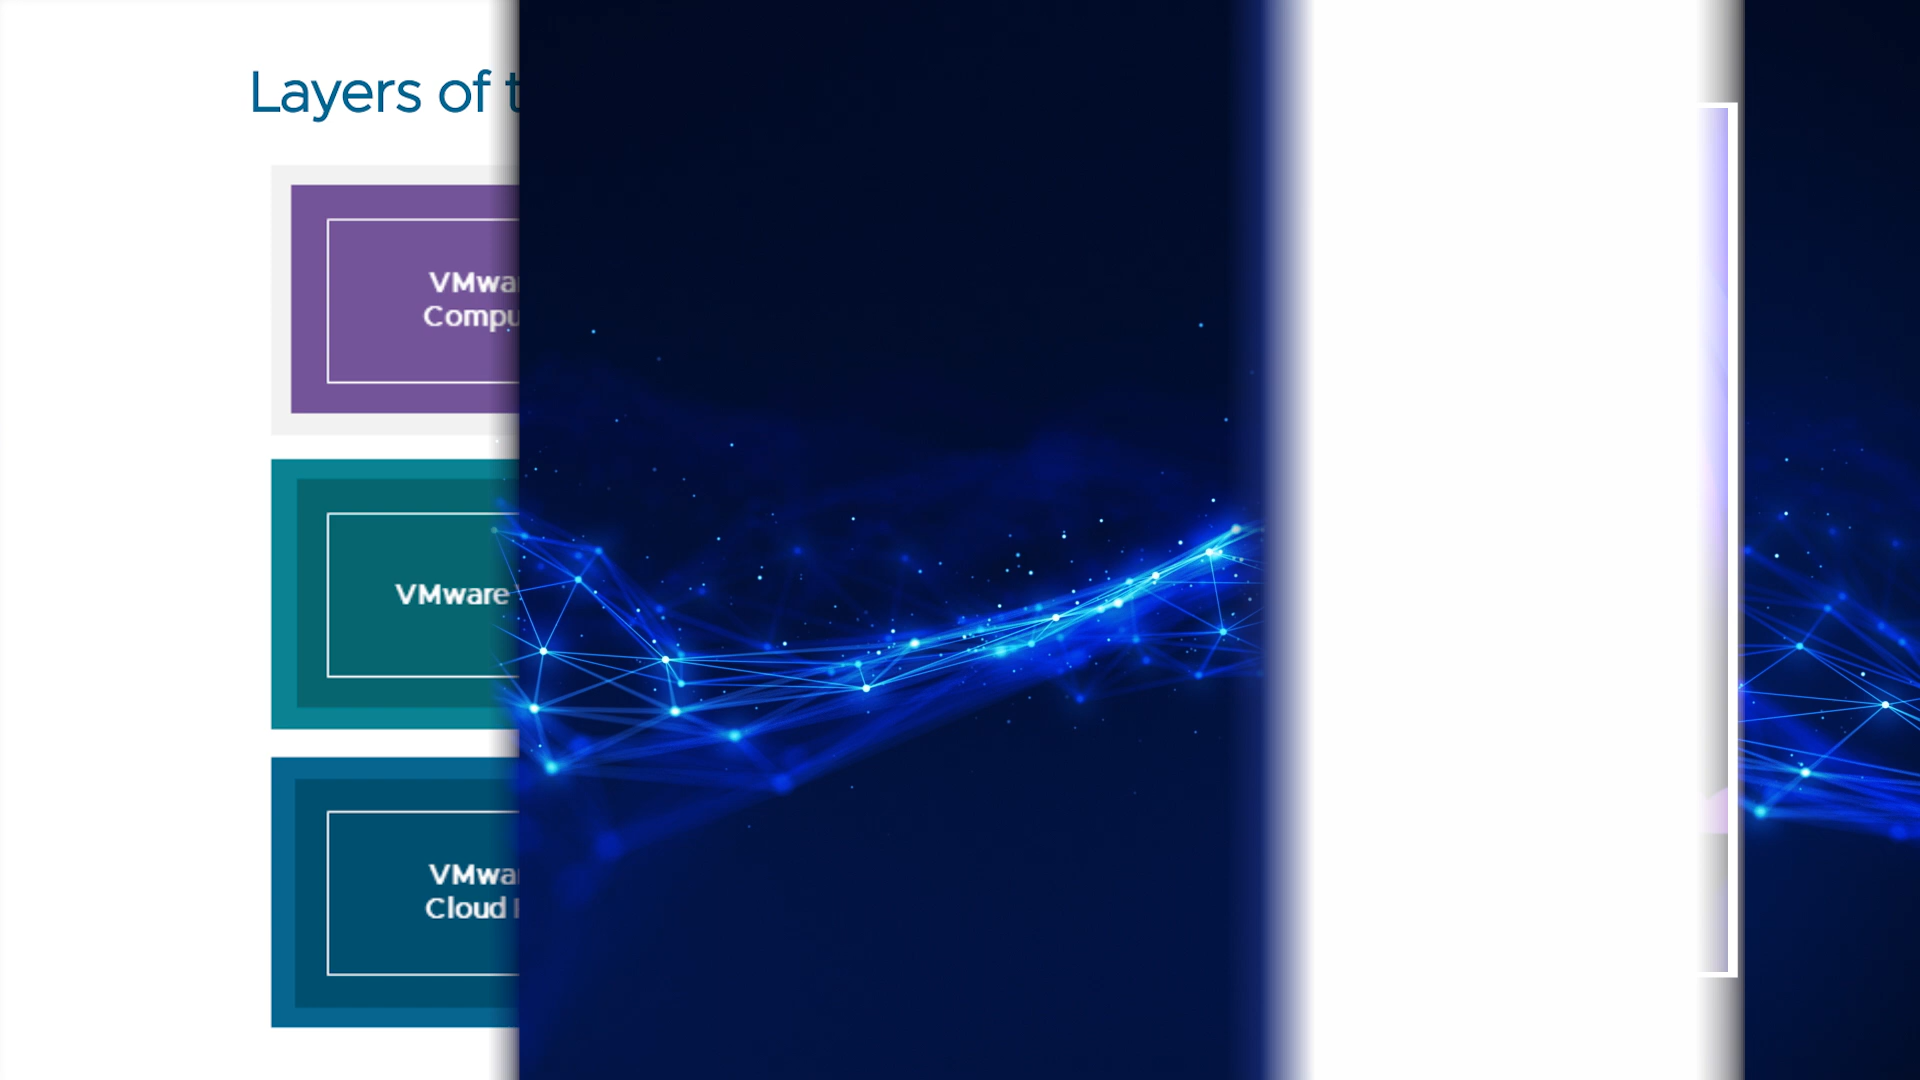 Layers of
VMwa
Compu
VMware
VMwa
Cloud